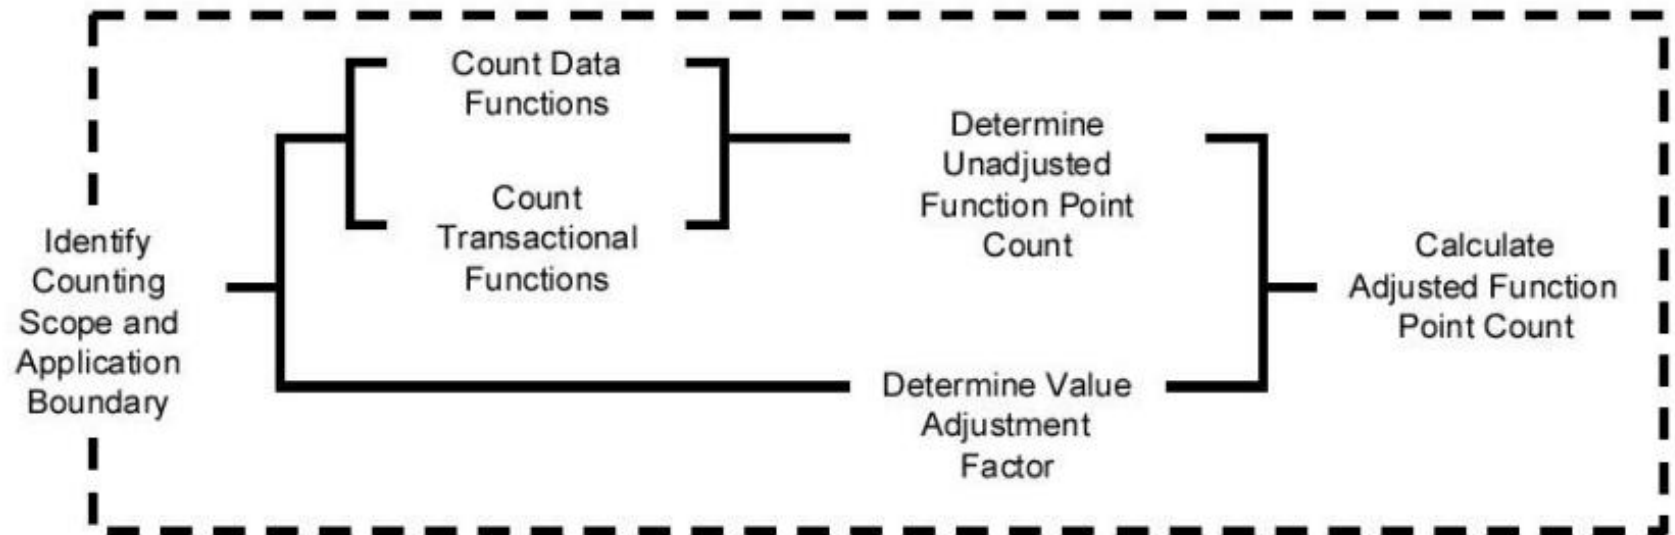 Identify
Counting
Scope and
Application
Boundary
Count Data
Functions
Count
Transactional
Functions
Determine
Unadjusted
Function Point
Count
Determine Value
Adjustment
Factor
Calculate
Adjusted Function
Point Count